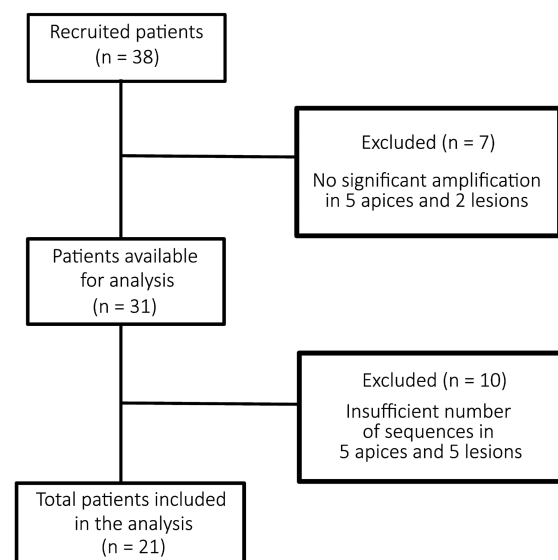 Recruited patients
(n = 38)
Excluded (n = 7)
No significant amplification
in 5 apices and 2 lesions
Patients available
for analysis
(n = 31)
Excluded (n = 10)
Insufficient number
of sequences in
5 apices and 5 lesions
Total patients included
in the analysis
(n = 21)